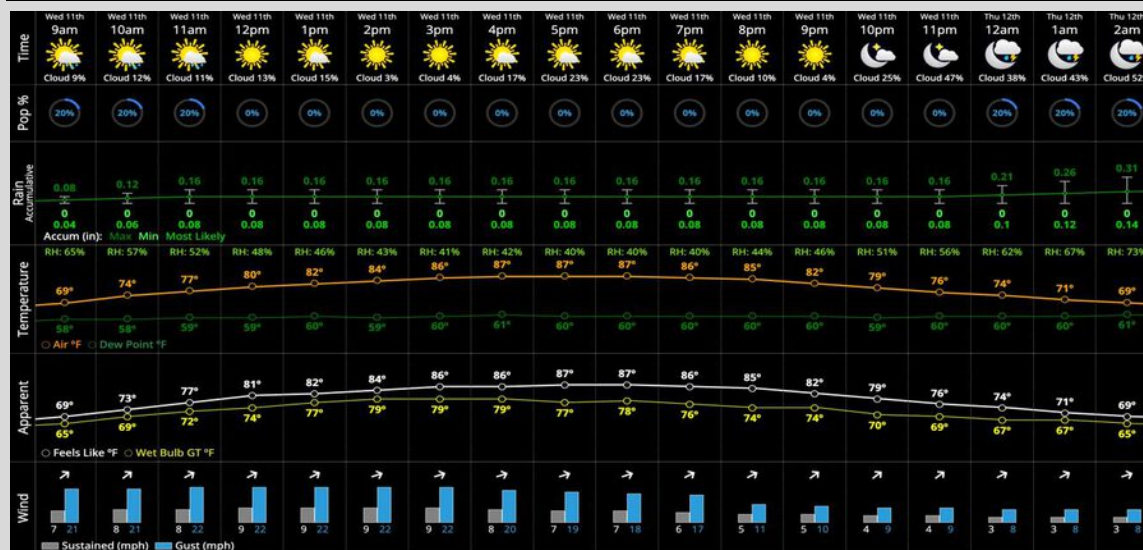 Time
Wed 11th Wed 11th Wed 11th Wed 11th Wed 11th Wed 11th Wed 11th Wed 11th Wed 11th Wed 11th Wed 11th Wed 11th Wed 11th Wed 11th Wed 11th Thu 12th Thu 12th Thu 12th
9am 10am 11am 12pm 1pm 2pm 3pm 4pm 5pm 6pm 7pm 8pm 9pm 10pm 11pm 12am 1am 2am
Cloud 9% Cloud 12% Cloud 11% Cloud 13% Cloud 15% Cloud 3% Cloud 4% Cloud 17% Cloud 23% Cloud 23% Cloud 17% Cloud 10% Cloud 4% Cloud 25% Cloud 47% Cloud 38% Cloud 43% Cloud 52
Pop %
20% 20% 20% 0% 0% 0% 0% 0% 0% 0% 0% 0% 0% 0% 0% 20% 20% 20%
Rain
Accumulative
0.08 0.12 0.16 0.16 0.16 0.16 0.16 0.16 0.16 0.16 0.16 0.16 0.16 0.16 0.16 0.21 0.26 0.31
0 0 0 0 0 0 0 0 0 0 0 0 0 0 0 0 0 0
0.04 0.06 0.08 0.08 0.08 0.08 0.08 0.08 0.08 0.08 0.08 0.08 0.08 0.08 0.08 0.1 0.12 0.14
Accum (in): Max Min Most Likely
Temperature
RH: 65% RH: 57% RH: 52% RH: 48% RH: 46% RH: 43% RH: 41% RH: 42% RH: 40% RH: 40% RH: 40% RH: 44% RH: 46% RH: 51% RH: 56% RH: 62% RH: 67% RH: 73%
69° 74° 77° 80° 82° 84° 86° 87° 87° 87° 86° 85° 82° 79° 76° 74° 71° 69°
58° 58° 59° 59° 60° 59° 60° 61° 60° 60° 60° 60° 60° 59° 60° 60° 60° 61°
Air °F Dew Point °F
Apparent
69° 73° 77° 81° 82° 84° 86° 86° 87° 87° 86° 85° 82° 79° 76° 74° 71° 69°
65° 69° 72° 74° 77° 79° 79° 79° 77° 78° 76° 74° 74° 70° 69° 67° 67° 65°
Feels Like °F Wet Bulb GT °F
Wind
7 21 8 21 8 22 9 22 9 22 9 22 9 22 8 20 7 19 7 18 6 17 5 11 5 10 4 9 4 9 3 8 3 8 3 8
Sustained (mph) Gust (mph)